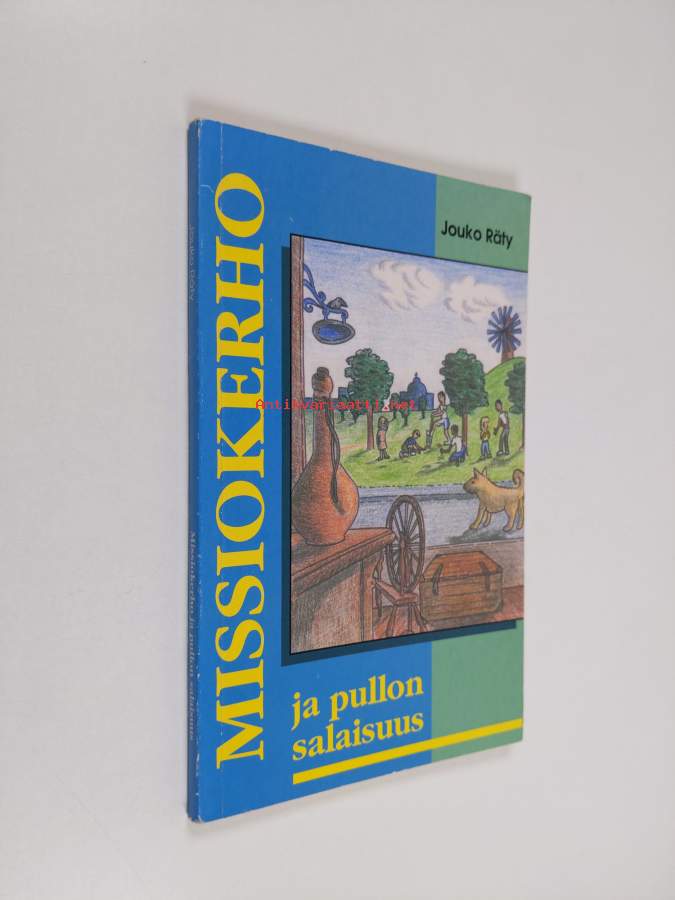 MISSIOKERHO
Jouko Räty
ja pullon
salaisuus
Jouko Räty
Missiokerho ja pullon salaisuus
Antikvariaatti.net